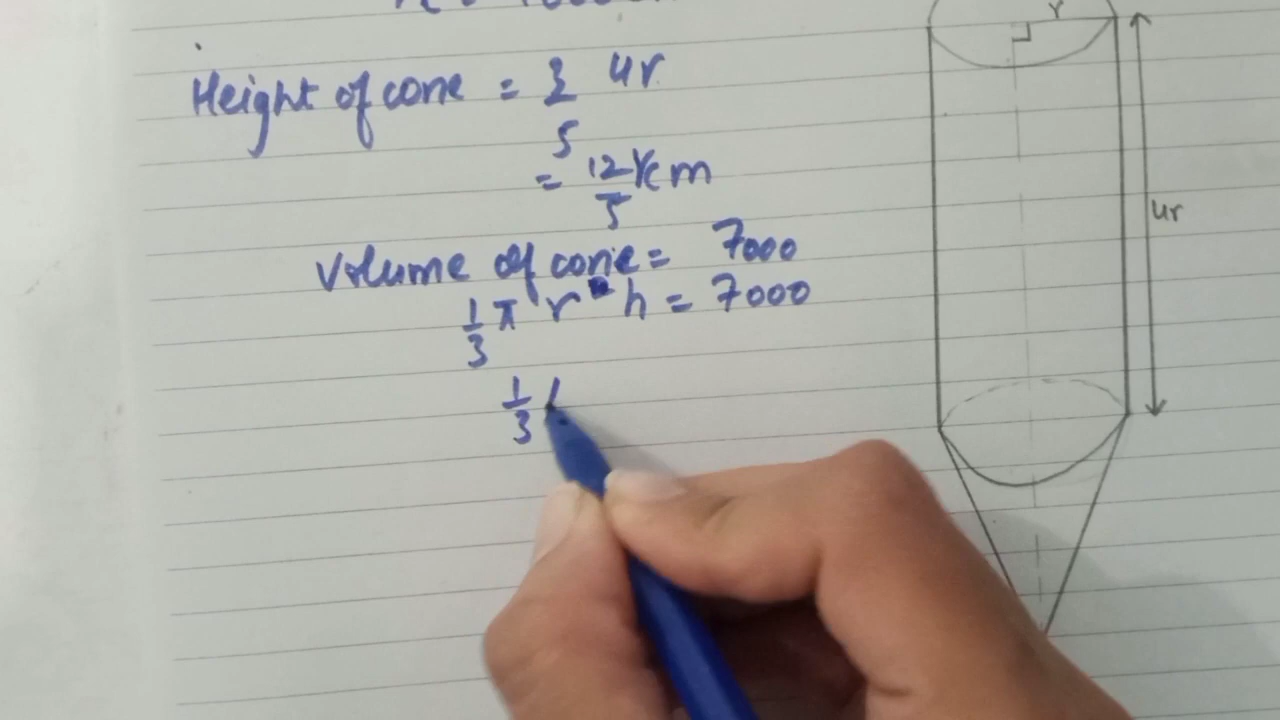 r
Height of cone = 3/5 4r
= 12/5 r cm
4r
Volume of cone = 7000
1/3 π r² h = 7000
1/3